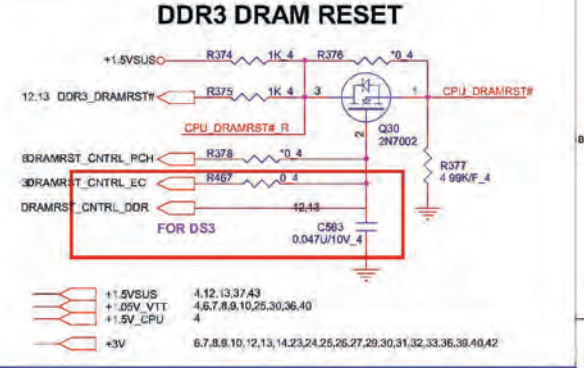 DDR3 DRAM RESET
+1.5VSUS R374 1K_4 R376 *0_4
12,13 DDR3_DRAMRST# R375 1K_4 3 1 CPU_DRAMRST#
CPU_DRAMRST#_R
Q30
2N7002
2
8 DRAMRST_CNTRL_PCH R378 *0_4
R377
4.99K/F_4
DRAMRST_CNTRL_EC R467 0_4
DRAMRST_CNTRL_DDR 12,13
FOR DS3
C563
0.047U/10V_4
+1.5VSUS 4,12,13,37,43
+1.05V_VTT 4,6,7,8,9,10,25,30,36,40
+1.5V_CPU 4
+3V 6,7,8,9,10,12,13,14,23,24,25,26,27,29,30,31,32,33,36,39,40,42